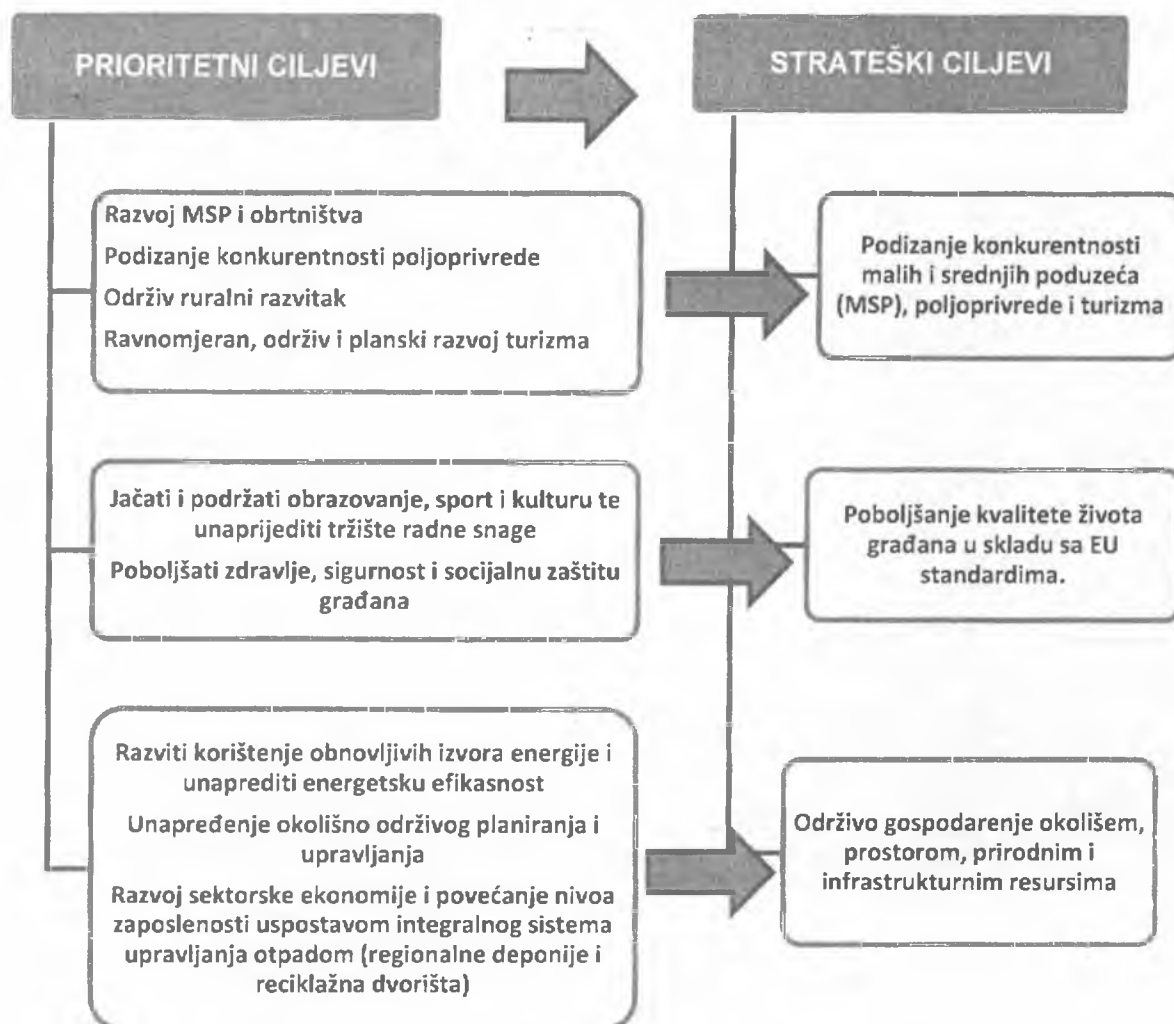 PRIORITETNI CILJEVI
STRATEŠKI CILJEVI
Razvoj MSP i obrtništva
Podizanje konkurentnosti poljoprivrede
Održiv ruralni razvitak
Ravnomjeran, održiv i planski razvoj turizma
Podizanje konkurentnosti
malih i srednjih poduzeća
(MSP), poljoprivrede i turizma
Jačati i podržati obrazovanje, sport i kulturu te
unaprijediti tržište radne snage
Poboljšati zdravlje, sigurnost i socijalnu zaštitu
građana
Poboljšanje kvalitete života
građana u skladu sa EU
standardima.
Razviti korištenje obnovljivih izvora energije i
unaprediti energetsku efikasnost
Unapređenje okolišno održivog planiranja i
upravljanja
Razvoj sektorske ekonomije i povećanje nivoa
zaposlenosti uspostavom integralnog sistema
upravljanja otpadom (regionalne deponije i
reciklažna dvorišta)
Održivo gospodarenje okolišem,
prostorom, prirodnim i
infrastrukturnim resursima